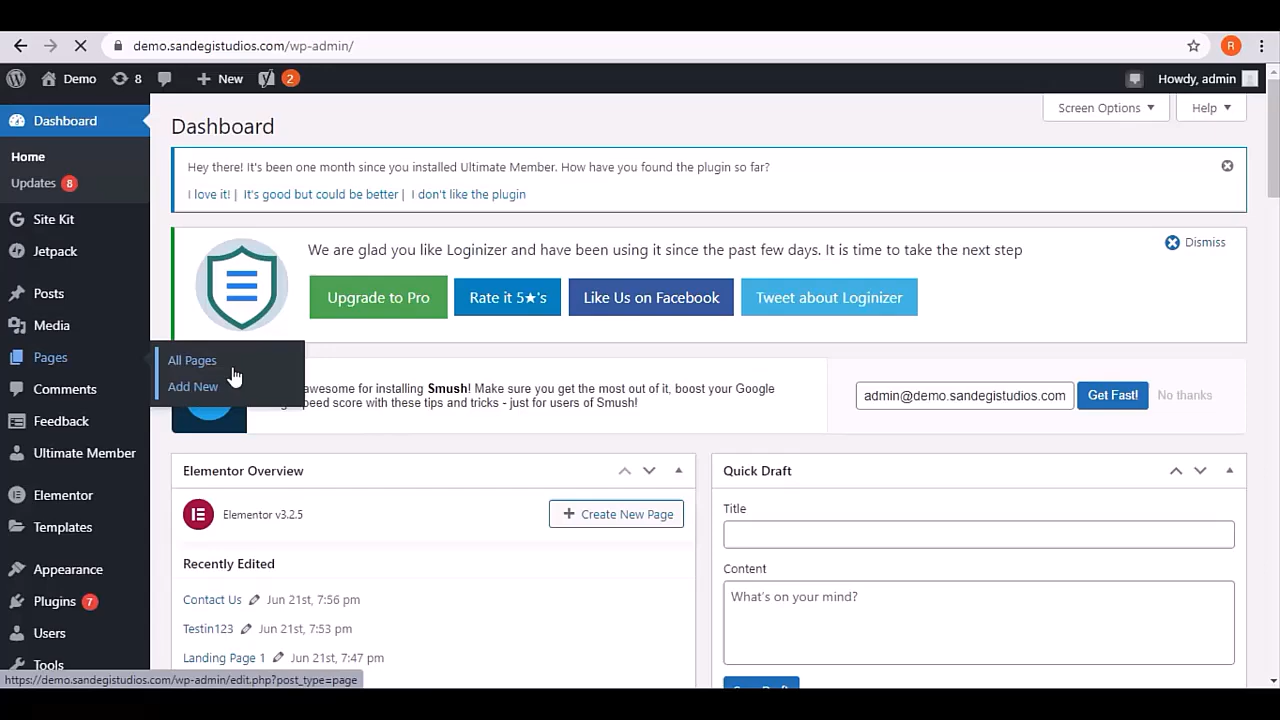 demo.sandegistudios.com/wp-admin/
R
Demo
8
New
2
Howdy, admin
Dashboard
Home
Updates 8
Site Kit
Jetpack
Posts
Media
Pages
Comments
Feedback
Ultimate Member
Elementor
Templates
Appearance
Plugins 7
Users
Tools
All Pages
Add New
Screen Options
Help
Dashboard
Hey there! It's been one month since you installed Ultimate Member. How have you found the plugin so far?
I love it! | It's good but could be better | I don't like the plugin
We are glad you like Loginizer and have been using it since the past few days. It is time to take the next step
Dismiss
Upgrade to Pro
Rate it 5★'s
Like Us on Facebook
Tweet about Loginizer
awesome for installing Smush! Make sure you get the most out of it, boost your Google
speed score with these tips and tricks - just for users of Smush!
admin@demo.sandegistudios.com
Get Fast!
No thanks
Elementor Overview
Elementor v3.2.5
Create New Page
Recently Edited
Contact Us Jun 21st, 7:56 pm
Testin123 Jun 21st, 7:53 pm
Landing Page 1 Jun 21st, 7:47 pm
Quick Draft
Title
Content
What's on your mind?
https://demo.sandegistudios.com/wp-admin/edit.php?post_type=page